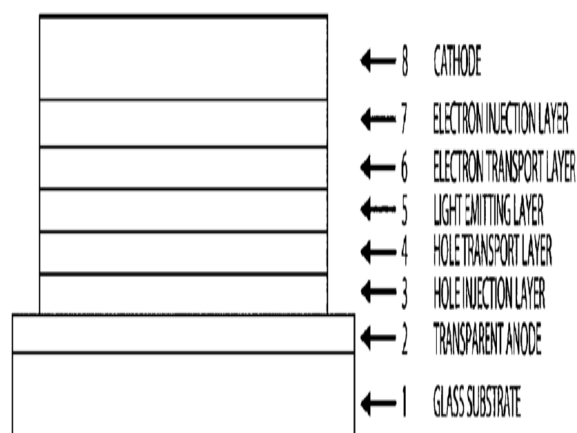 8 CATHODE
7 ELECTRON INJECTION LAYER
6 ELECTRON TRANSPORT LAYER
5 LIGHT EMITTING LAYER
4 HOLE TRANSPORT LAYER
3 HOLE INJECTION LAYER
2 TRANSPARENT ANODE
1 GLASS SUBSTRATE